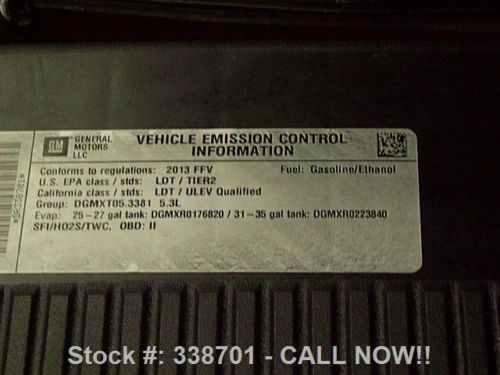 GM
GENERAL
MOTORS
LLC
VEHICLE EMISSION CONTROL
INFORMATION
Conforms to regulations: 2013 FFV Fuel: Gasoline/Ethanol
U.S. EPA class / stds: LDT / TIER2
California class / stds: LDT / ULEV Qualified
Group: DGMXT05.3381 5.3L
Evap: 25-27 gal tank: DGMXR0176820 / 31-35 gal tank: DGMXR0223840
SFI/HO2S/TWC, OBD: II
Stock #: 338701 - CALL NOW!!